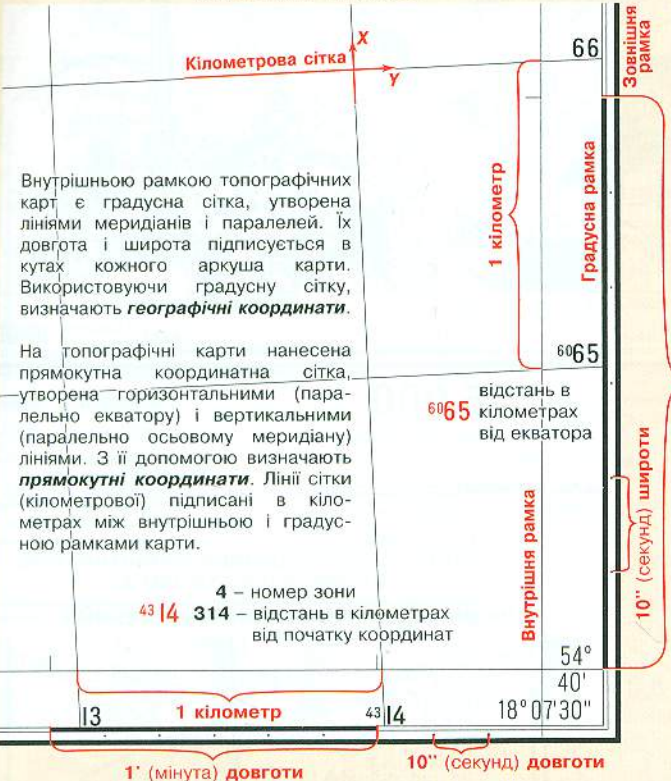 Кілометрова сітка
X
Y
66
Зовнішня
рамка
Внутрішньою рамкою топографічних
карт є градусна сітка, утворена
лініями меридіанів і паралелей. Їх
довгота і широта підписується в
кутах кожного аркуша карти.
Використовуючи градусну сітку,
визначають географічні координати.
1 кілометр
Градусна рамка
На топографічні карти нанесена
прямокутна координатна сітка,
утворена горизонтальними (пара-
лельно екватору) і вертикальними
(паралельно осьовому меридіану)
лініями. З її допомогою визначають
прямокутні координати. Лінії сітки
(кілометрової) підписані в кіло-
метрах між внутрішньою і градус-
ною рамками карти.
6065
6065 відстань в
кілометрах
від екватора
10" (секунд) широти
Внутрішня рамка
4 – номер зони
4314 314 – відстань в кілометрах
від початку координат
54°
40'
18°07'30"
13
1 кілометр
4314
1' (мінута) довготи
10" (секунд) довготи